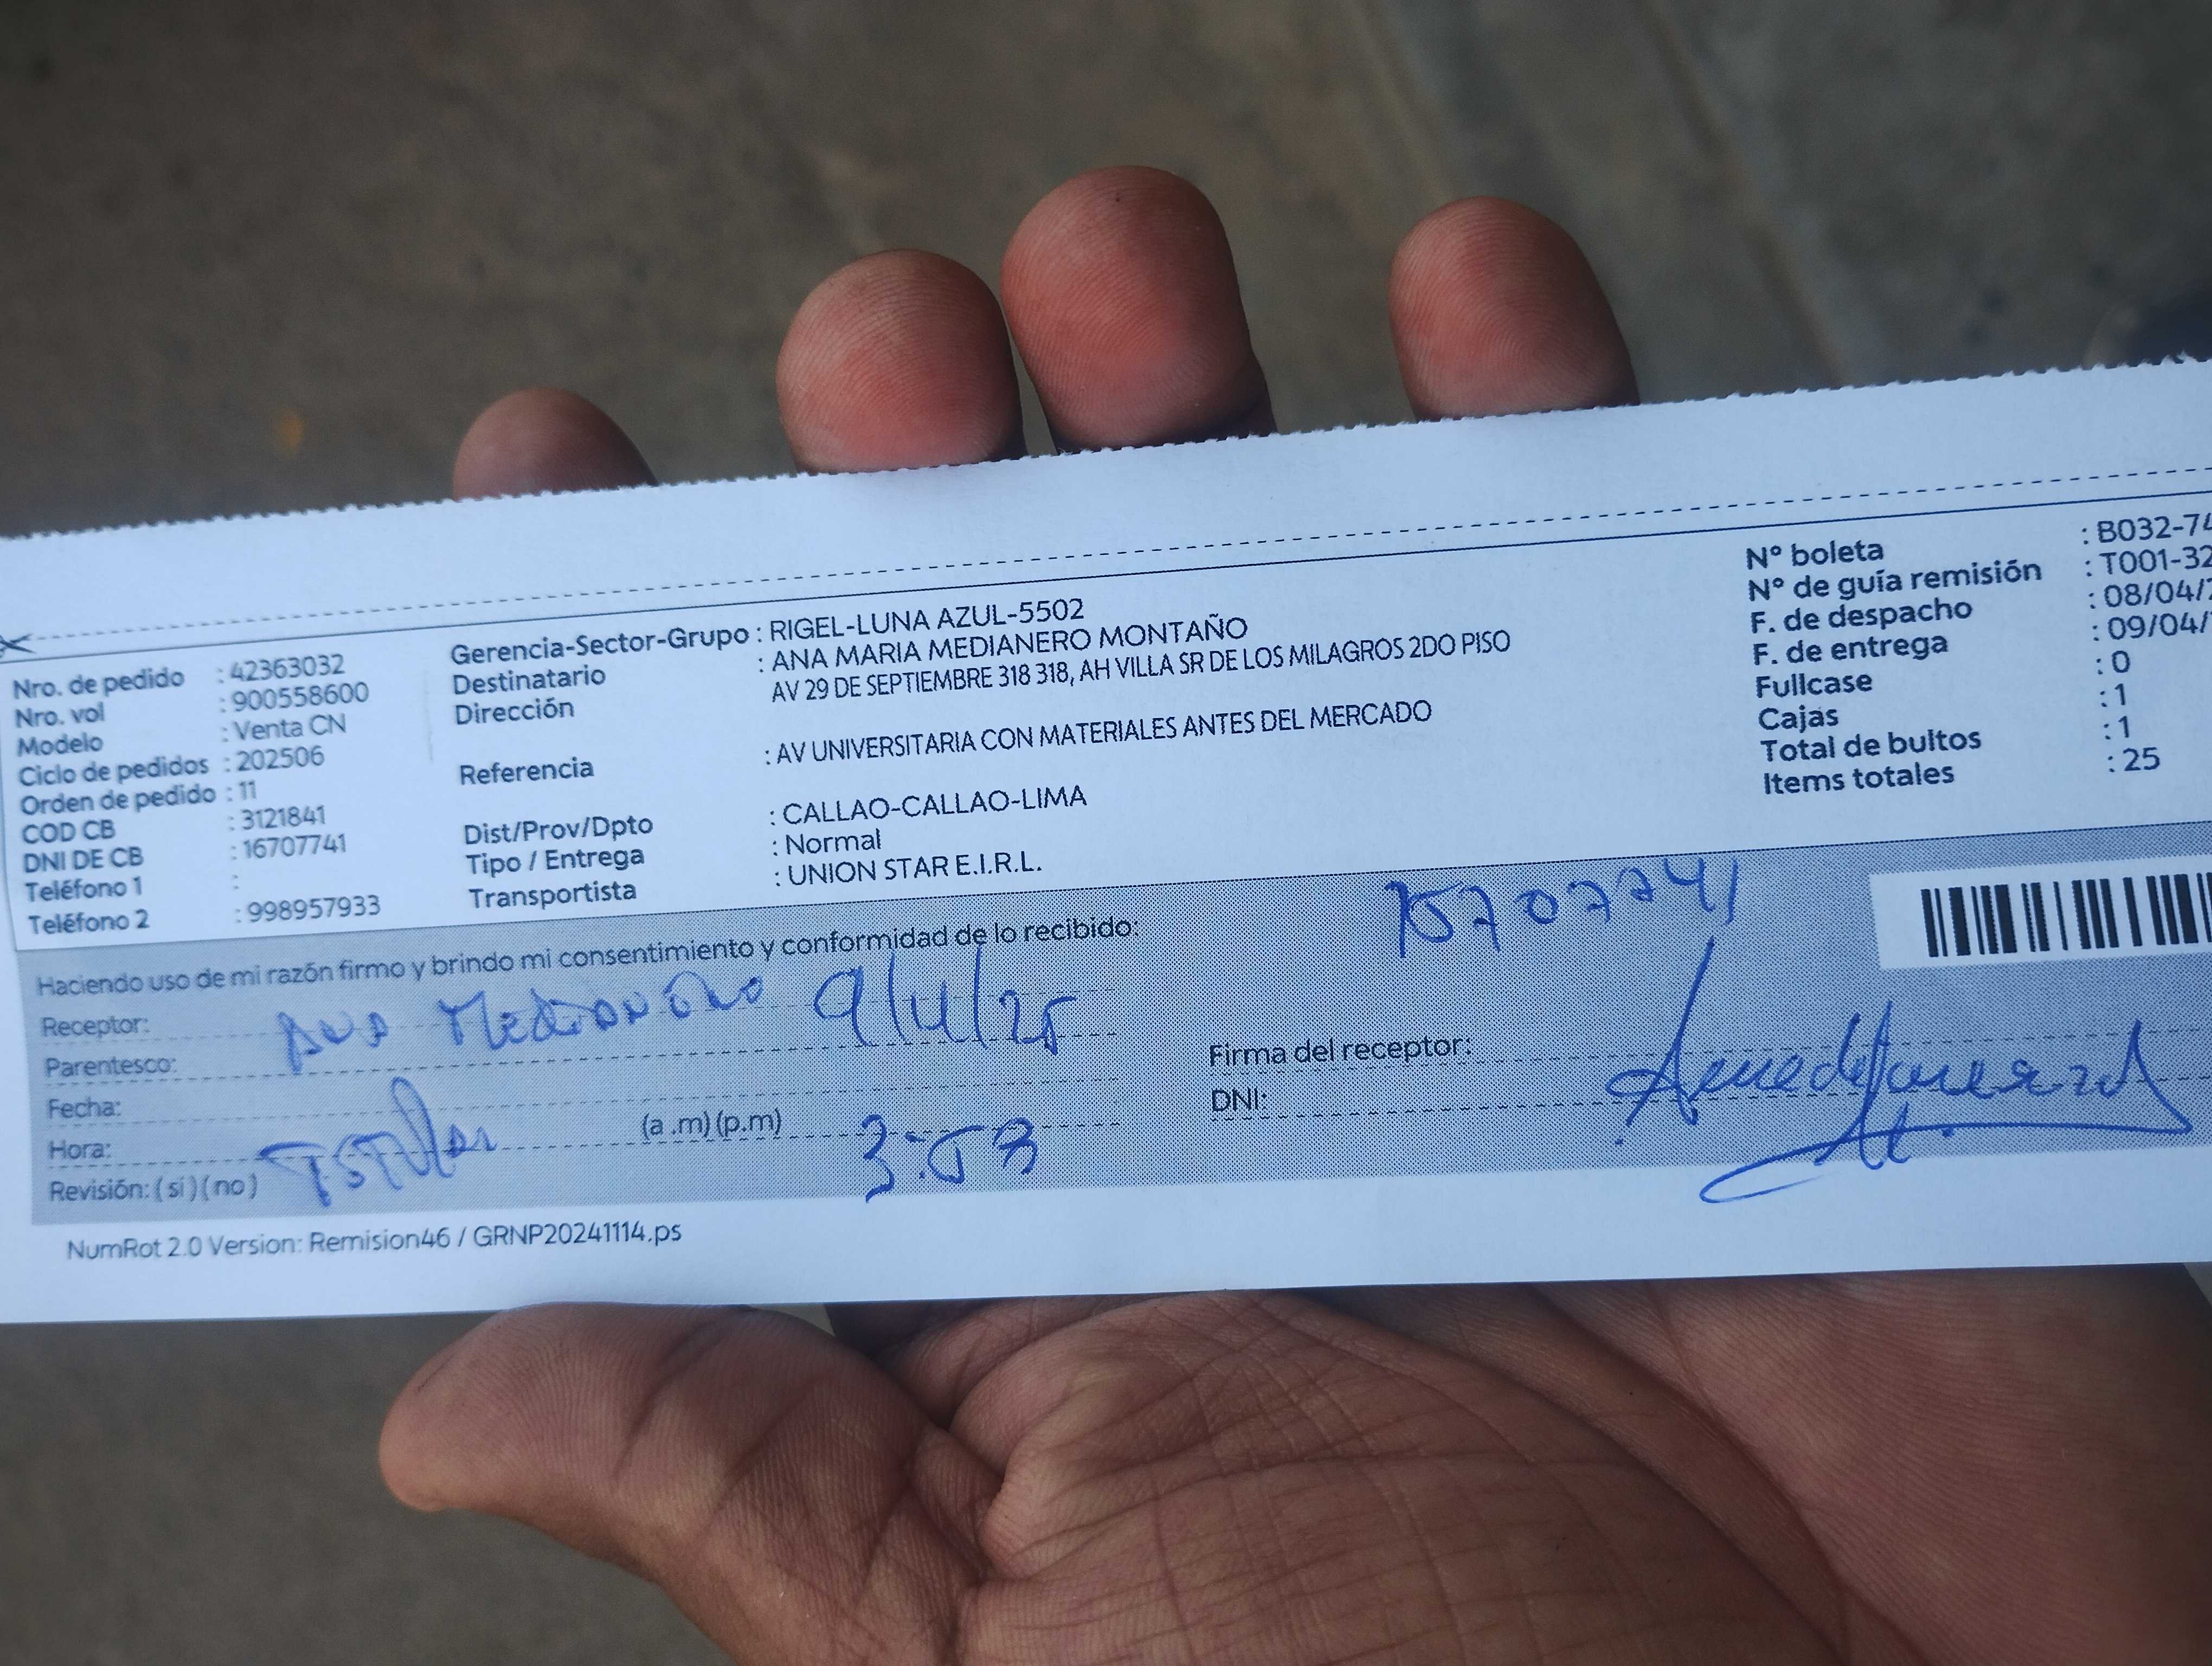 Nro. de pedido : 42363032
Nro. vol : 900558600
Modelo : Venta CN
Ciclo de pedidos : 202506
Orden de pedido : 11
COD CB : 3121841
DNI DE CB : 16707741
Teléfono 1 :
Teléfono 2 : 998957933
Gerencia-Sector-Grupo : RIGEL-LUNA AZUL-5502
Destinatario : ANA MARIA MEDIANERO MONTAÑO
Dirección AV 29 DE SEPTIEMBRE 318 318, AH VILLA SR DE LOS MILAGROS 2DO PISO
Referencia : AV UNIVERSITARIA CON MATERIALES ANTES DEL MERCADO
Dist/Prov/Dpto : CALLAO-CALLAO-LIMA
Tipo / Entrega : Normal
Transportista : UNION STAR E.I.R.L.
N° boleta : B032-74
N° de guía remisión : T001-32
F. de despacho : 08/04/
F. de entrega : 09/04/
Fullcase : 0
Cajas : 1
Total de bultos : 1
Items totales : 25
Haciendo uso de mi razón firmo y brindo mi consentimiento y conformidad de lo recibido:
Receptor: Ana Medianero 9/4/25
Parentesco:
Fecha:
Hora: (a .m) (p.m) 3:53
Revisión: ( si ) ( no ) Titular
Firma del receptor:
DNI:
NumRot 2.0 Version: Remision46 / GRNP20241114.ps